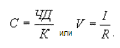 C = ЧД/К или V = I/R.